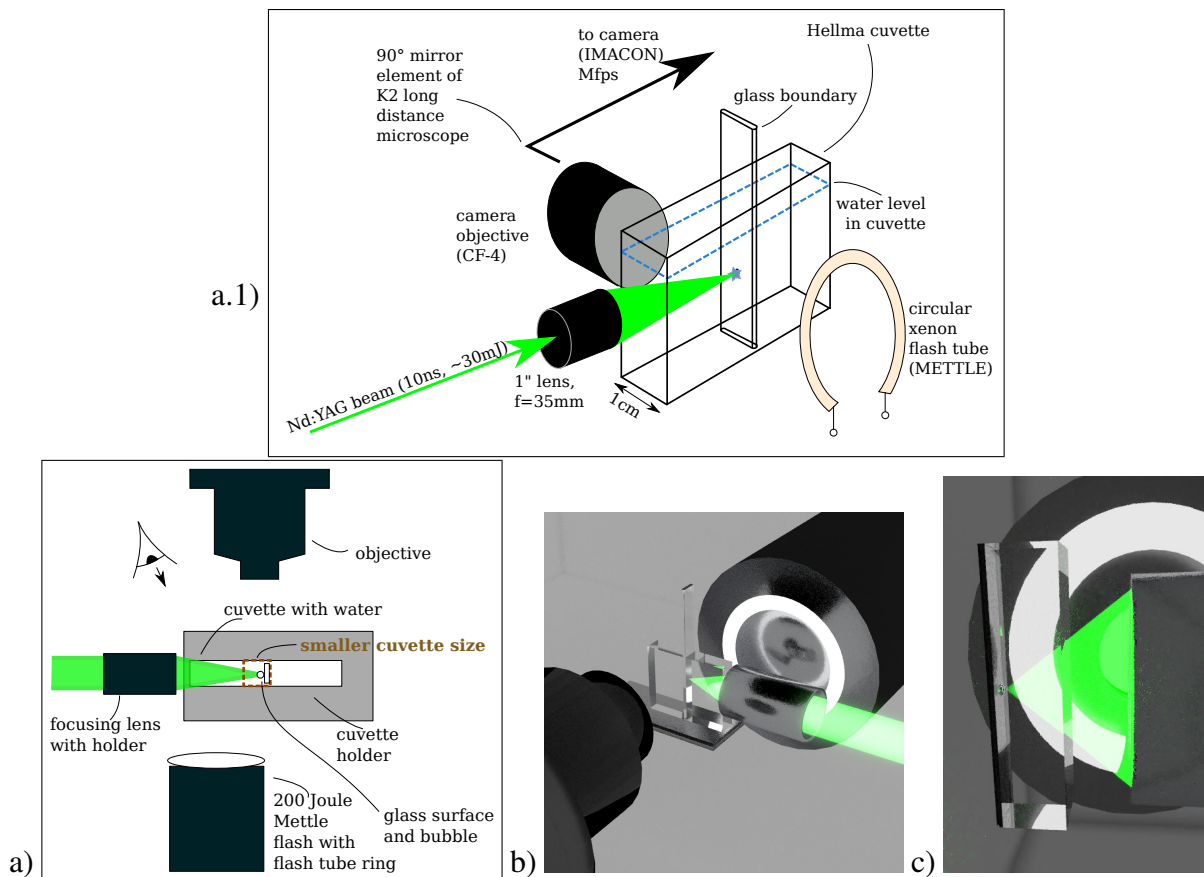 90° mirror
element of
K2 long
distance
microscope
to camera
(IMACON)
Mfps
Hellma cuvette
glass boundary
camera
objective
(CF-4)
water level
in cuvette
a.1)
circular
xenon
flash tube
(METTLE)
Nd:YAG beam (10ns, ~30mJ)
1" lens,
f=35mm
1cm
objective
cuvette with water
smaller cuvette size
focusing lens
with holder
cuvette
holder
200 Joule
Mettle
flash with
flash tube ring
glass surface
and bubble
a)
b)
c)